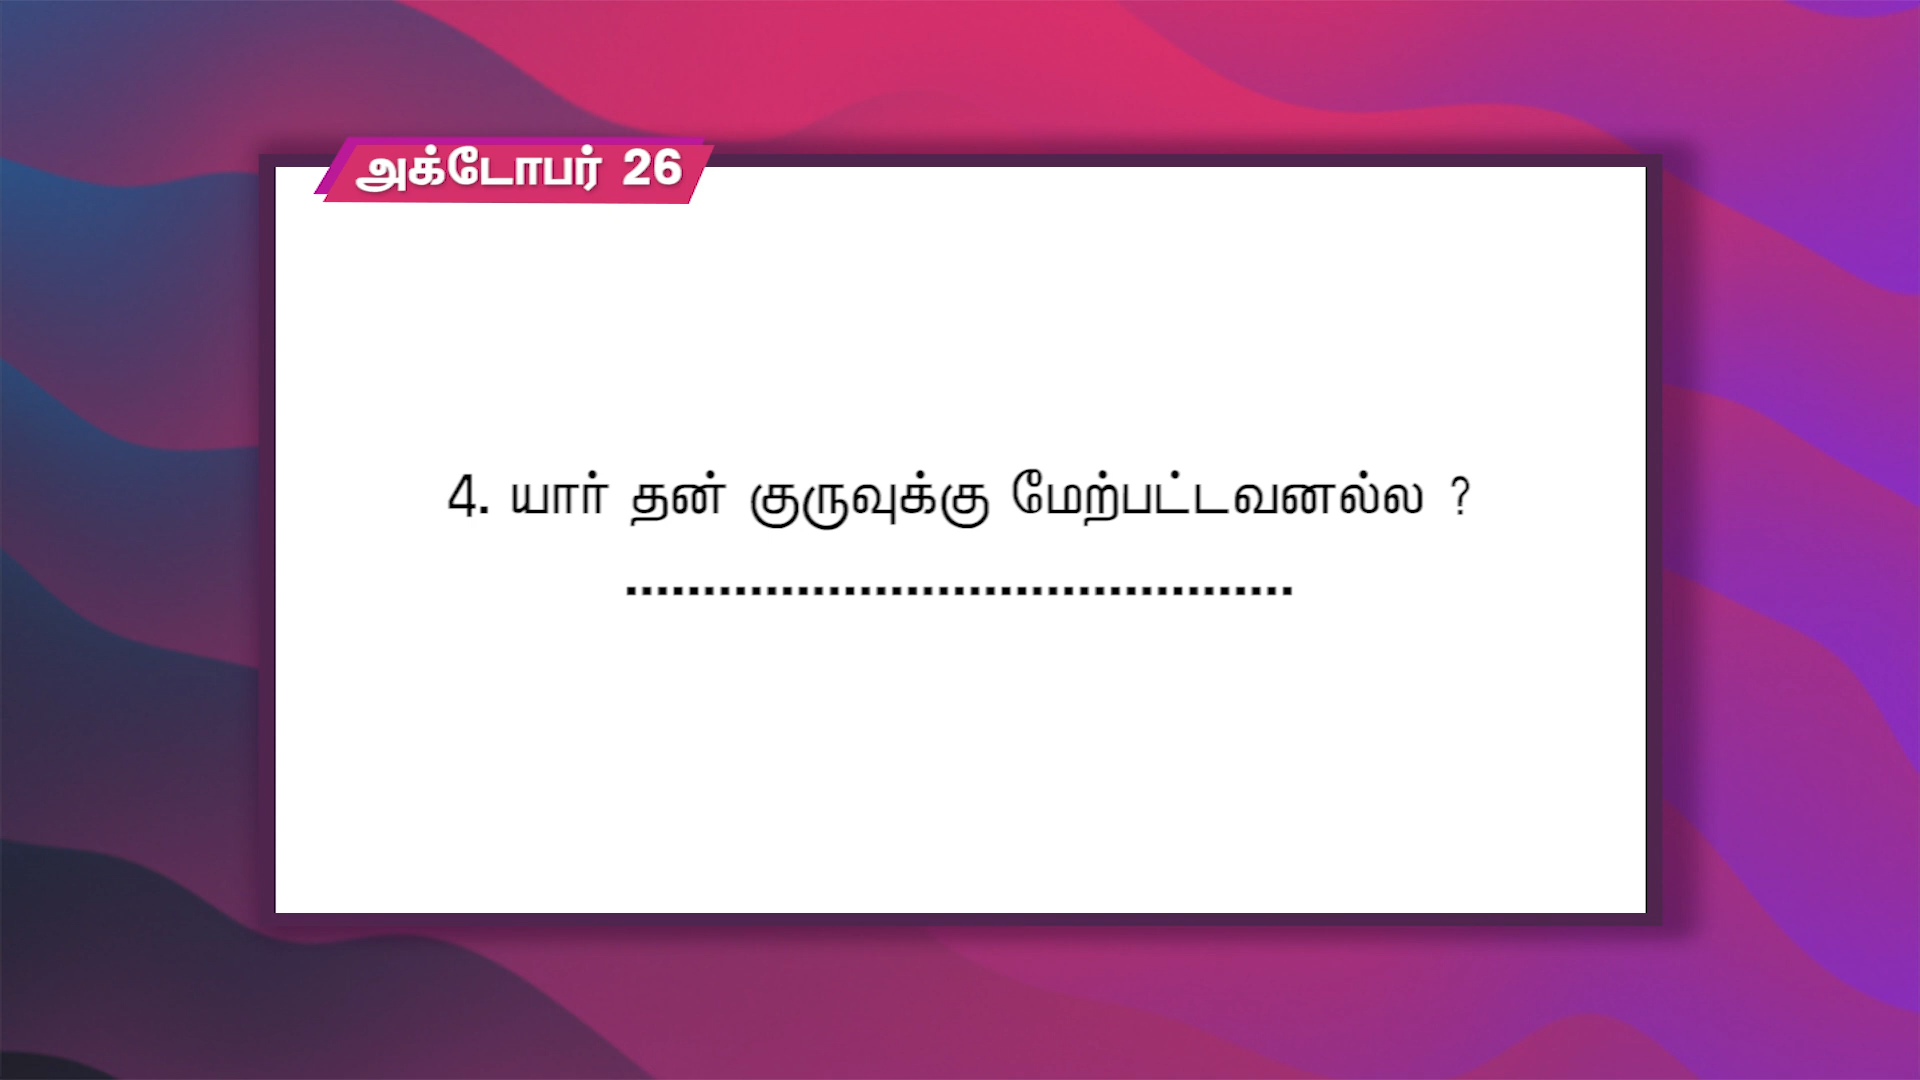 அக்டோபர் 26
4. யார் தன் குருவுக்கு மேற்பட்டவனல்ல ?
...........................................